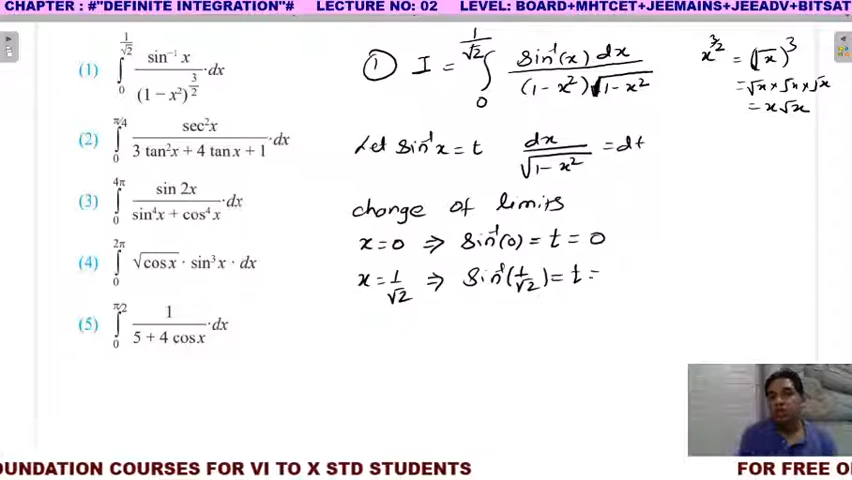 CHAPTER : #"DEFINITE INTEGRATION"# LECTURE NO: 02 LEVEL: BOARD+MHTCET+JEEMAINS+JEEADV+BITSAT
(1) ∫₀^{1/√2} sin⁻¹ x / (1 – x²)^{3/2} · dx
(2) ∫₀^{π/4} sec²x / (3 tan²x + 4 tan x + 1) · dx
(3) ∫₀^{4π} sin 2x / (sin⁴x + cos⁴x) · dx
(4) ∫₀^{2π} √cos x · sin³x · dx
(5) ∫₀^{π/2} 1 / (5 + 4 cos x) · dx
① I = ∫₀^{1/√2} sin⁻¹(x) dx / (1 – x²)√(1 – x²)
Let sin⁻¹x = t dx / √(1 – x²) = dt
change of limits
x = 0 ⇒ sin⁻¹(0) = t = 0
x = 1/√2 ⇒ sin⁻¹(1/√2) = t =
x^{3/2} = (√x)³
= √x × √x × √x
= x √x
OUNDATION COURSES FOR VI TO X STD STUDENTS FOR FREE